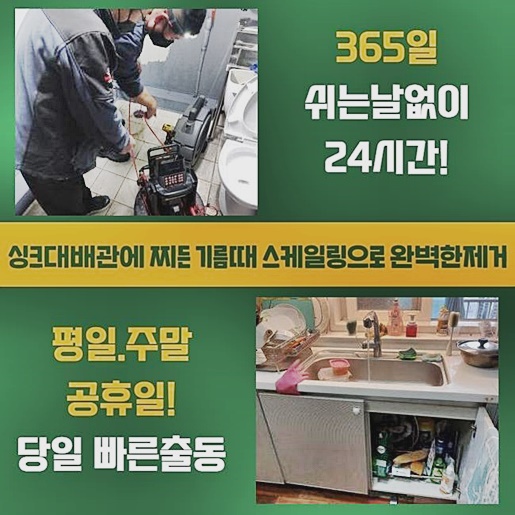 365일
쉬는날없이
24시간!
싱크대배관에 찌든 기름때 스케일링으로 완벽한제거
평일.주말
공휴일!
당일 빠른출동